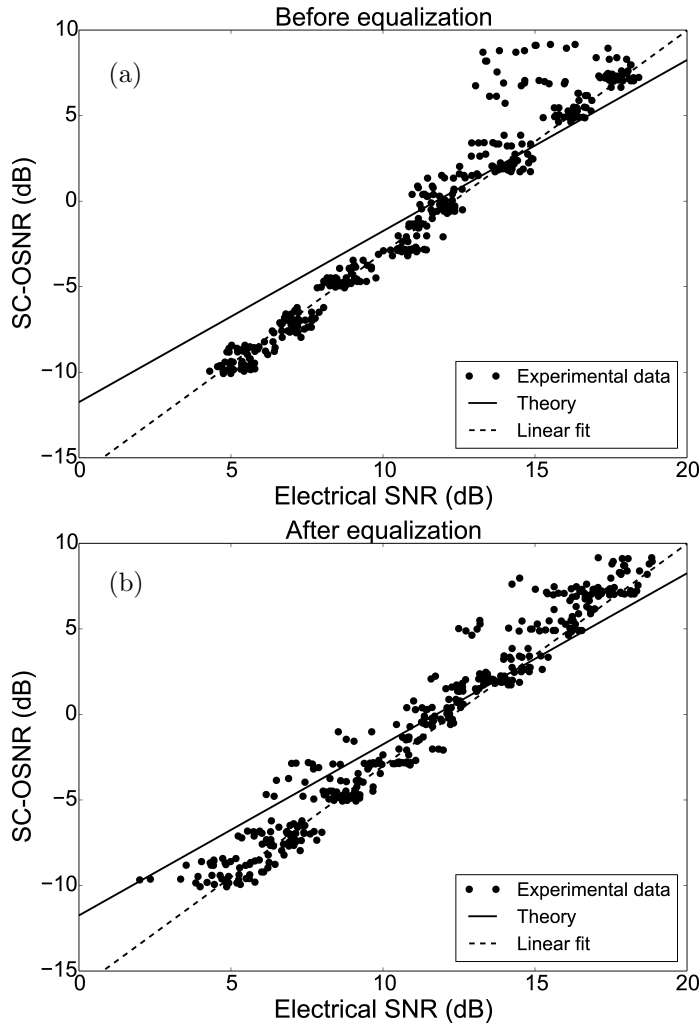 Before equalization
(a)
10
5
0
−5
−10
−15
SC-OSNR (dB)
Experimental data
Theory
Linear fit
0 5 10 15 20
Electrical SNR (dB)
After equalization
(b)
10
5
0
−5
−10
−15
SC-OSNR (dB)
Experimental data
Theory
Linear fit
0 5 10 15 20
Electrical SNR (dB)